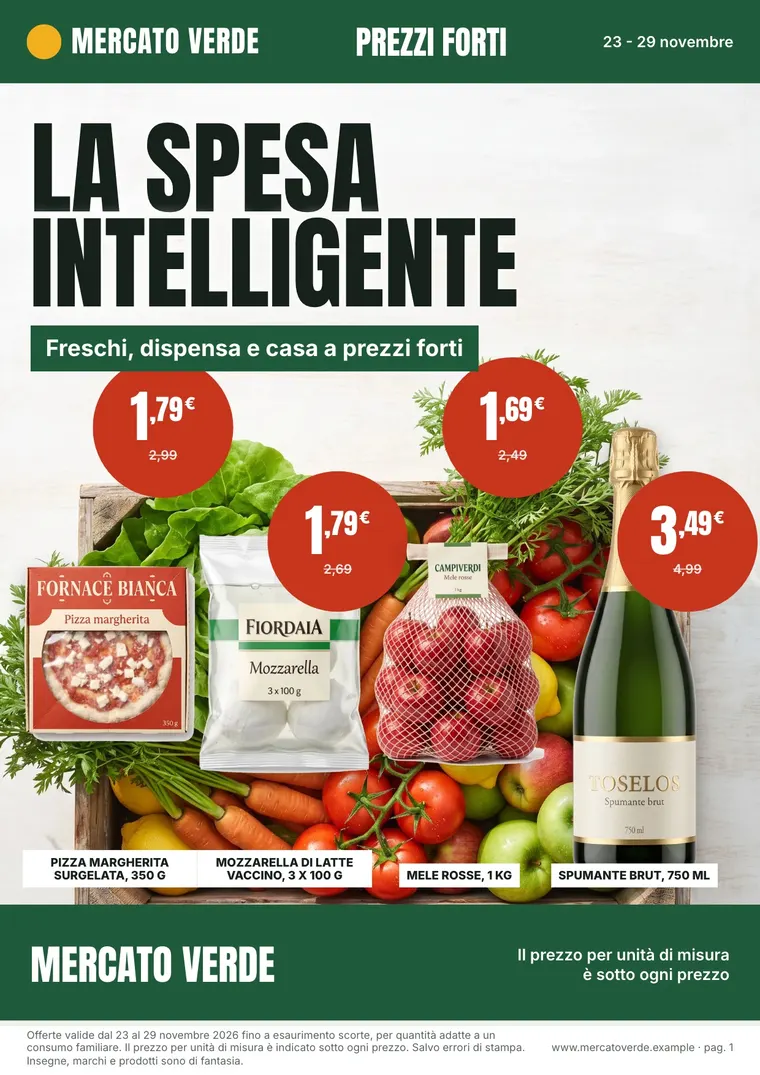 MERCATO VERDE
PREZZI FORTI
23 - 29 novembre
LA SPESA
INTELLIGENTE
Freschi, dispensa e casa a prezzi forti
1,79€
2,99
1,69€
2,49
1,79€
2,69
3,49€
4,99
FORNACE BIANCA
Pizza margherita
350 g
FIORDAIA
Mozzarella
3 x 100 g
CAMPIVERDI
Mele rosse
1 kg
TOSELOS
Spumante brut
750 ml
PIZZA MARGHERITA
SURGELATA, 350 G
MOZZARELLA DI LATTE
VACCINO, 3 X 100 G
MELE ROSSE, 1 KG
SPUMANTE BRUT, 750 ML
MERCATO VERDE
Il prezzo per unità di misura
è sotto ogni prezzo
Offerte valide dal 23 al 29 novembre 2026 fino a esaurimento scorte, per quantità adatte a un
consumo familiare. Il prezzo per unità di misura è indicato sotto ogni prezzo. Salvo errori di stampa.
Insegne, marchi e prodotti sono di fantasia.
www.mercatoverde.example · pag. 1